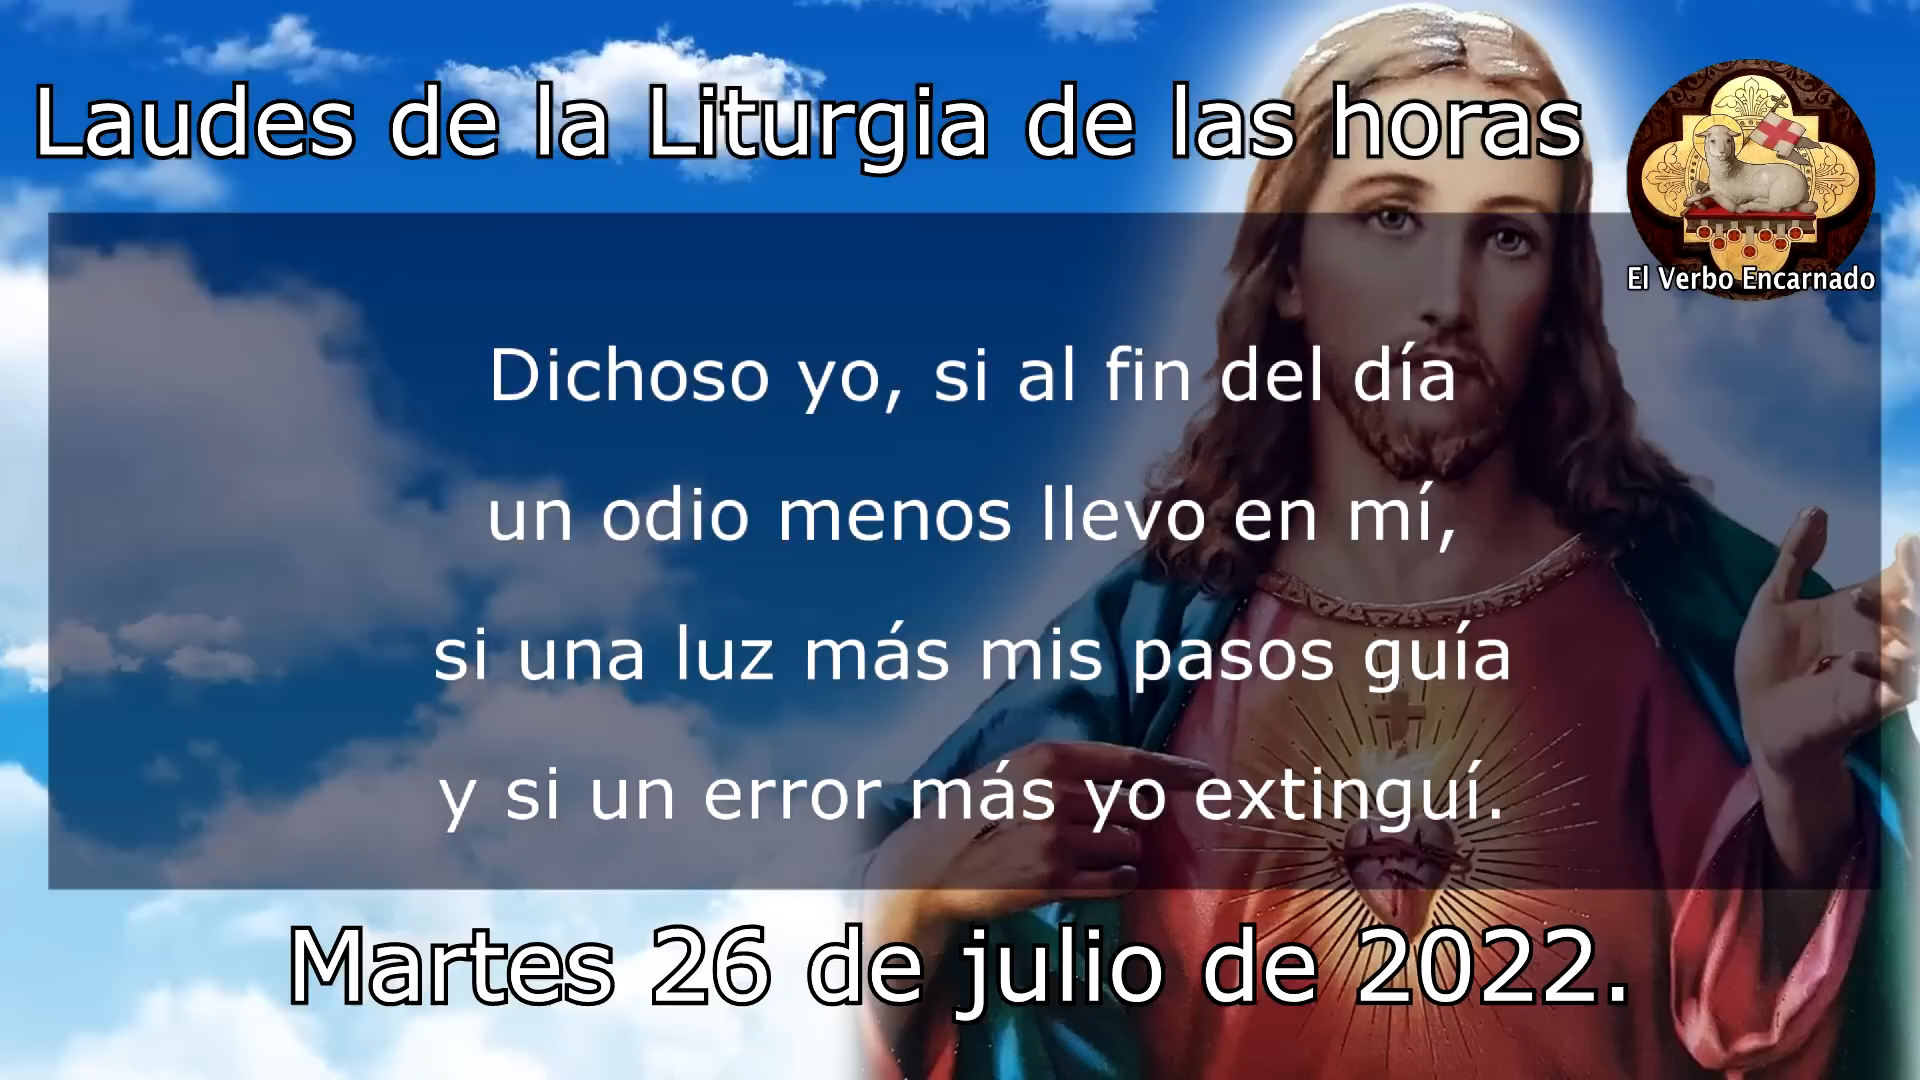 Laudes de la Liturgia de las horas
El Verbo Encarnado
Dichoso yo, si al fin del día
un odio menos llevo en mí,
si una luz más mis pasos guía
y si un error más yo extinguí.
Martes 26 de julio de 2022.